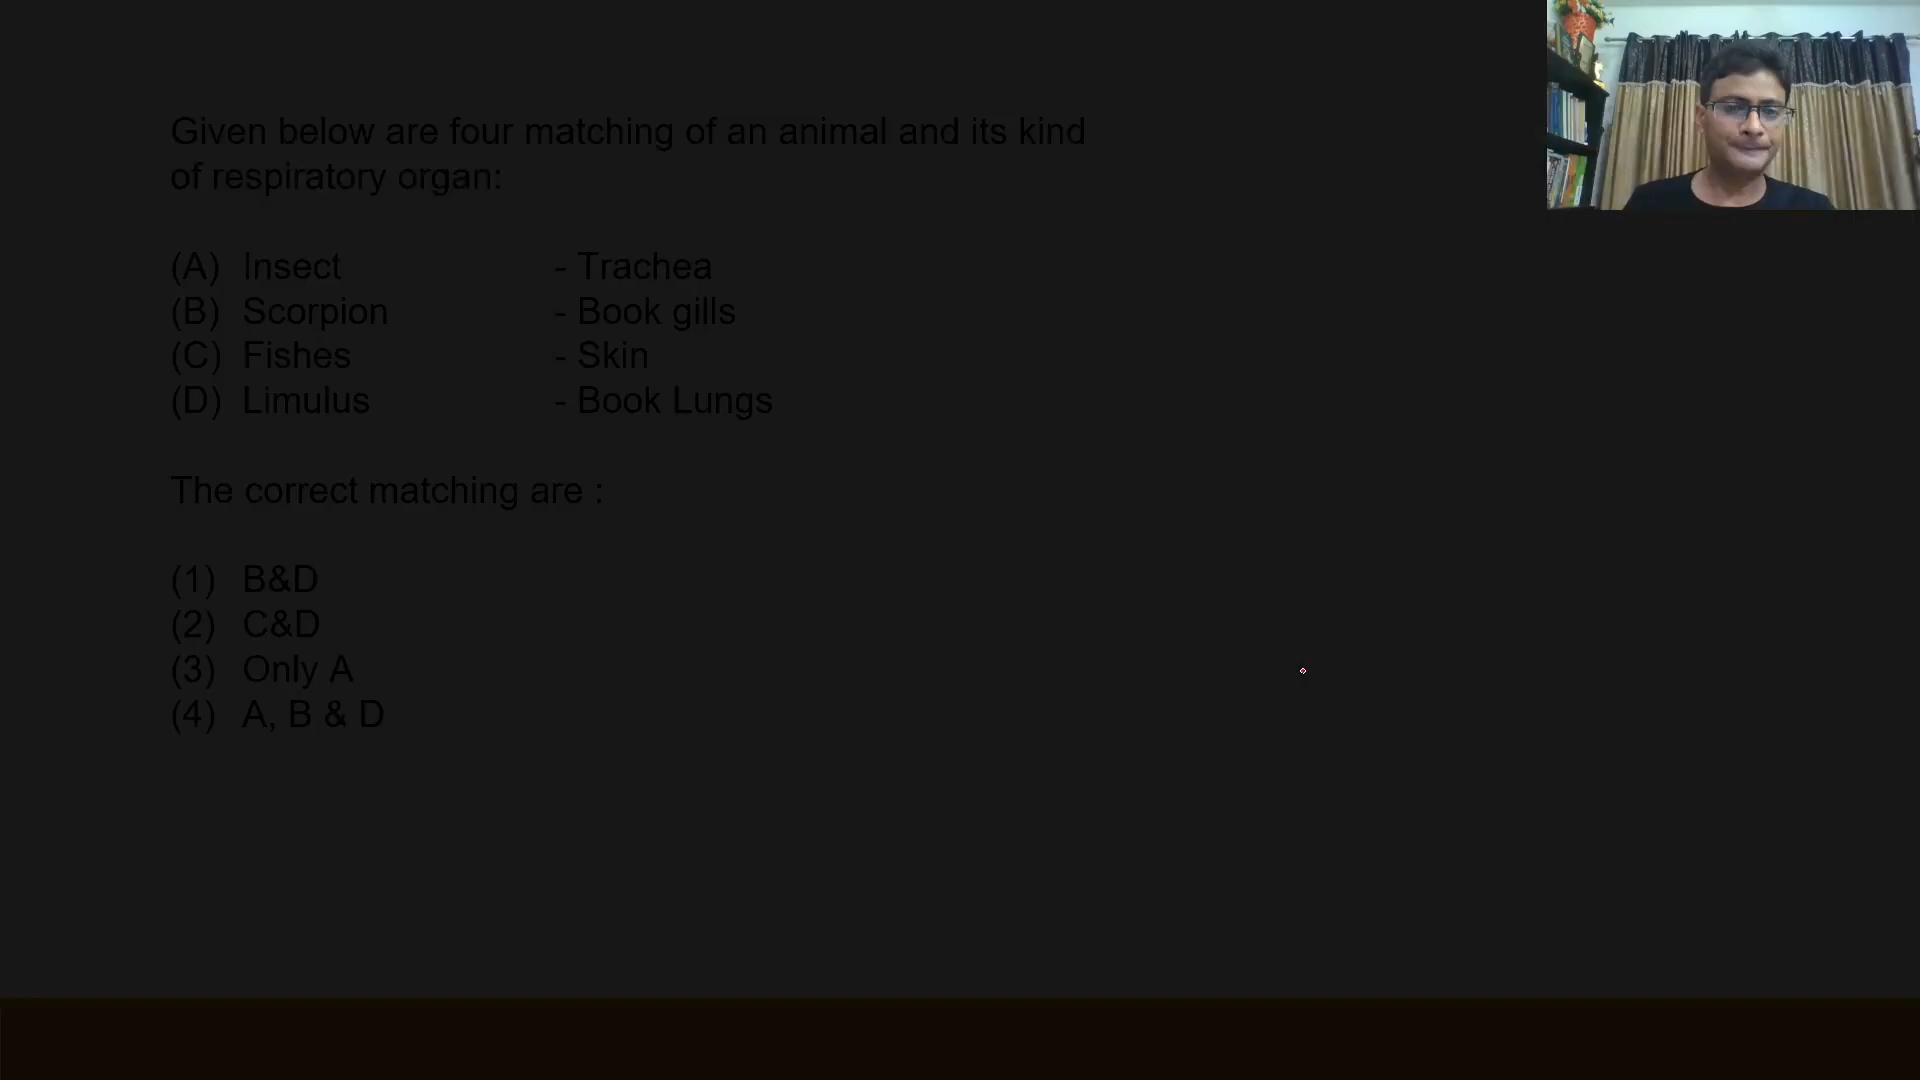 Given below are four matching of an animal and its kind
of respiratory organ:
(A) Insect - Trachea
(B) Scorpion - Book gills
(C) Fishes - Skin
(D) Limulus - Book Lungs
The correct matching are :
(1) B&D
(2) C&D
(3) Only A
(4) A, B & D